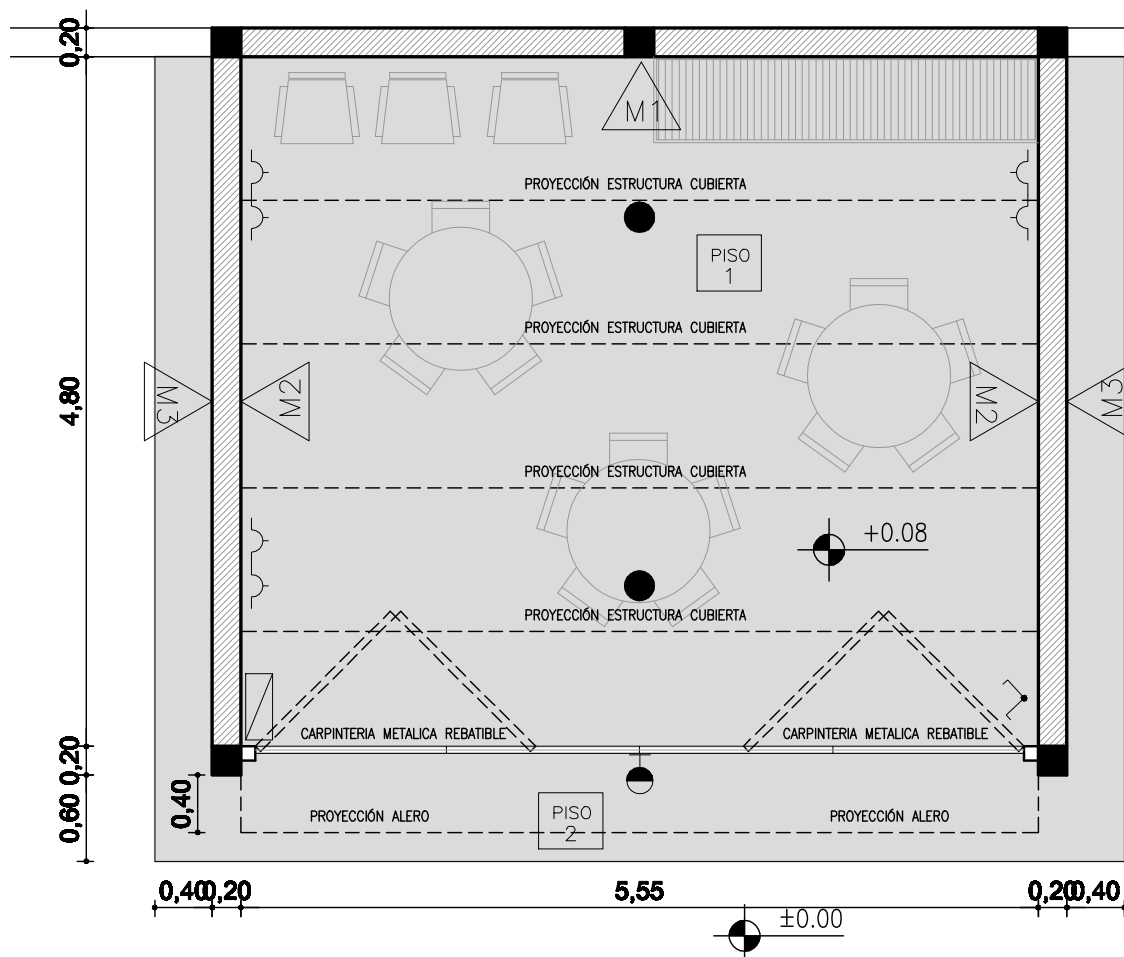 0,20
M1
PROYECCIÓN ESTRUCTURA CUBIERTA
PISO
1
PROYECCIÓN ESTRUCTURA CUBIERTA
4,80
M3
M2
M2
M3
PROYECCIÓN ESTRUCTURA CUBIERTA
+0.08
PROYECCIÓN ESTRUCTURA CUBIERTA
CARPINTERIA METALICA REBATIBLE
CARPINTERIA METALICA REBATIBLE
0,20
0,60
0,40
PROYECCIÓN ALERO
PISO
2
PROYECCIÓN ALERO
0,40
0,20
5,55
0,20
0,40
±0.00